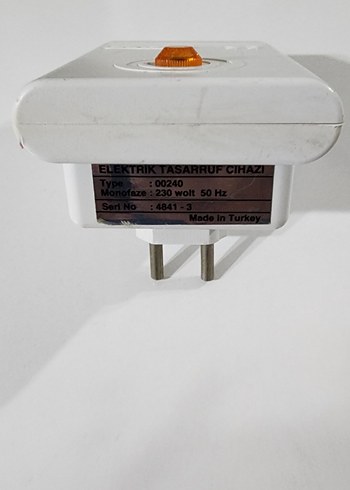 ELEKTRIK TASARRUF CIHAZI
Type : 00240
Monofaze : 230 wolt 50 Hz
Seri No : 4841 - 3
Made in Turkey